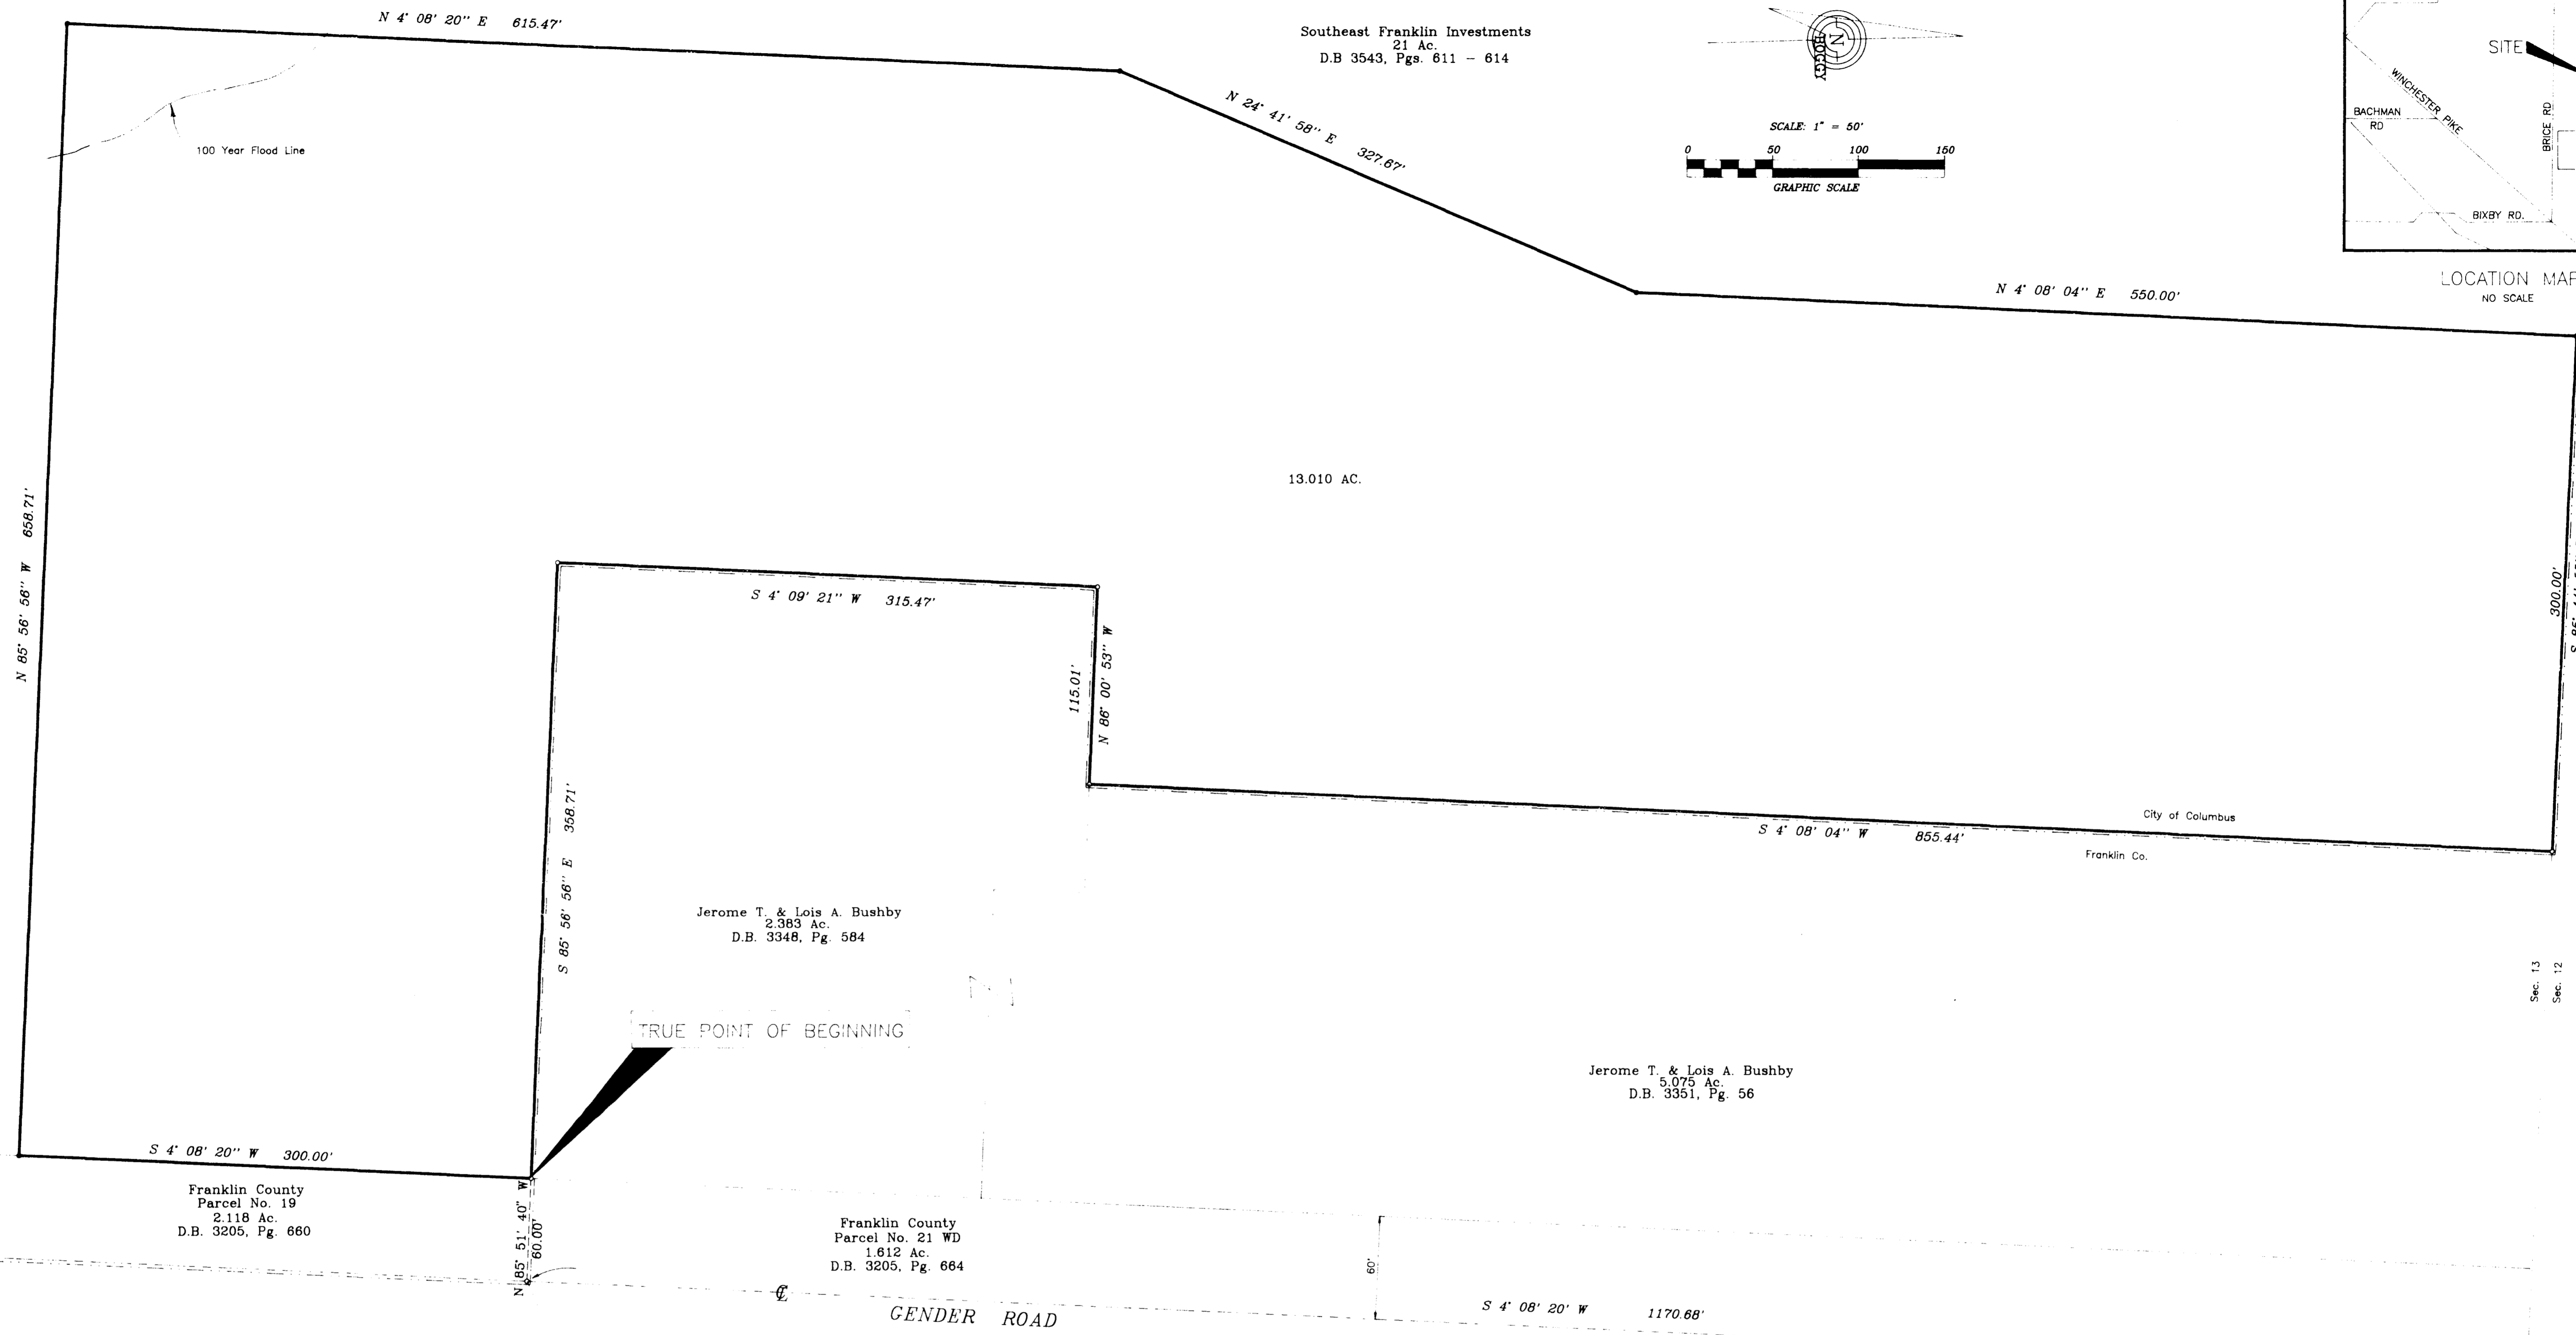 N 4° 08' 20" E 615.47'
Southeast Franklin Investments
21 Ac.
D.B 3543, Pgs. 611 - 614
N
BOGGY
SCALE: 1" = 50'
0 50 100 150
GRAPHIC SCALE
SITE
WINCHESTER PIKE
BACHMAN
RD
BRICE RD
BIXBY RD.
LOCATION MAP
NO SCALE
100 Year Flood Line
N 24° 41' 58" E 327.67'
N 4° 08' 04" E 550.00'
13.010 AC.
N 85° 56' 56" W 658.71'
S 4° 09' 21" W 315.47'
115.01'
N 86° 00' 53" W
300.00'
S 85° 56' 56" E 358.71'
City of Columbus
S 4° 08' 04" W 855.44'
Franklin Co.
Jerome T. & Lois A. Bushby
2.383 Ac.
D.B. 3348, Pg. 584
Sec. 13
Sec. 12
TRUE POINT OF BEGINNING
Jerome T. & Lois A. Bushby
5.075 Ac.
D.B. 3351, Pg. 56
S 4° 08' 20" W 300.00'
Franklin County
Parcel No. 19
2.118 Ac.
D.B. 3205, Pg. 660
N 85° 51' 40" W
60.00'
Franklin County
Parcel No. 21 WD
1.612 Ac.
D.B. 3205, Pg. 664
60'
℄
GENDER ROAD
S 4° 08' 20" W 1170.68'